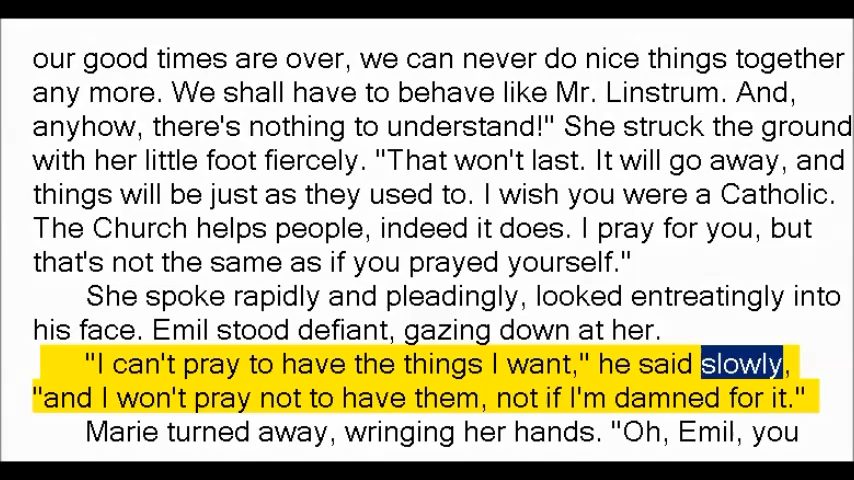 our good times are over, we can never do nice things together
any more. We shall have to behave like Mr. Linstrum. And,
anyhow, there's nothing to understand!" She struck the ground
with her little foot fiercely. "That won't last. It will go away, and
things will be just as they used to. I wish you were a Catholic.
The Church helps people, indeed it does. I pray for you, but
that's not the same as if you prayed yourself."
She spoke rapidly and pleadingly, looked entreatingly into
his face. Emil stood defiant, gazing down at her.
"I can't pray to have the things I want," he said slowly,
"and I won't pray not to have them, not if I'm damned for it."
Marie turned away, wringing her hands. "Oh, Emil, you